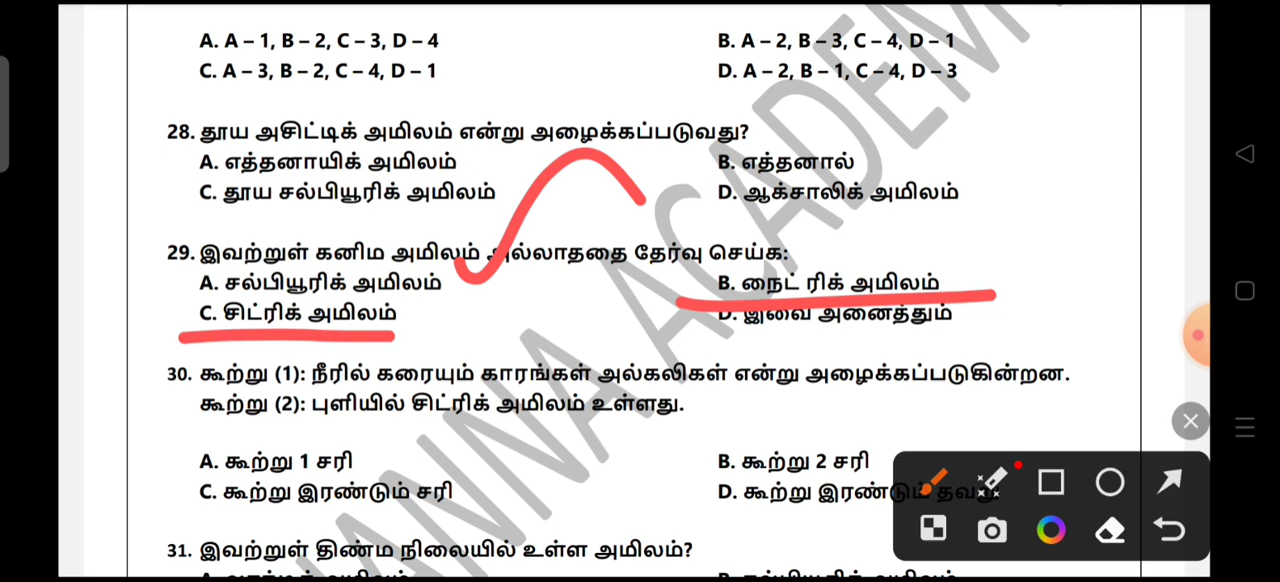 A. A – 1, B – 2, C – 3, D – 4 B. A – 2, B – 3, C – 4, D – 1
C. A – 3, B – 2, C – 4, D – 1 D. A – 2, B – 1, C – 4, D – 3
28. தூய அசிட்டிக் அமிலம் என்று அழைக்கப்படுவது?
A. எத்தனாயிக் அமிலம் B. எத்தனால்
C. தூய சல்பியூரிக் அமிலம் D. ஆக்சாலிக் அமிலம்
29. இவற்றுள் கனிம அமிலம் அல்லாததை தேர்வு செய்க:
A. சல்பியூரிக் அமிலம் B. நைட் ரிக் அமிலம்
C. சிட்ரிக் அமிலம் D. இவை அனைத்தும்
30. கூற்று (1): நீரில் கரையும் காரங்கள் அல்கலிகள் என்று அழைக்கப்படுகின்றன.
கூற்று (2): புளியில் சிட்ரிக் அமிலம் உள்ளது.
A. கூற்று 1 சரி B. கூற்று 2 சரி
C. கூற்று இரண்டும் சரி D. கூற்று இரண்டும் தவறு
31. இவற்றுள் திண்ம நிலையில் உள்ள அமிலம்?
ANNA ACADEM